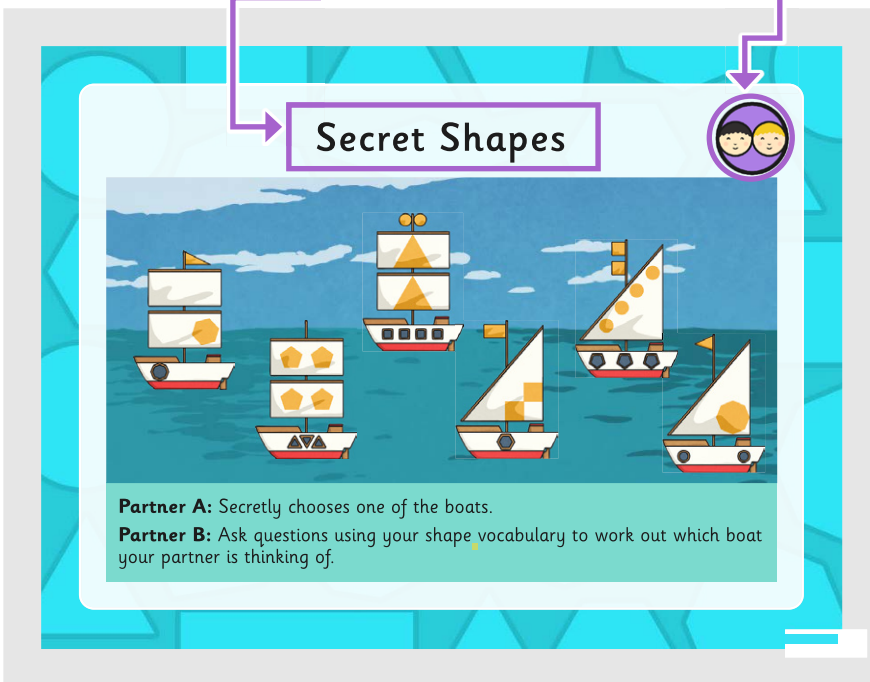 Secret Shapes
Partner A: Secretly chooses one of the boats.
Partner B: Ask questions using your shape vocabulary to work out which boat
your partner is thinking of.